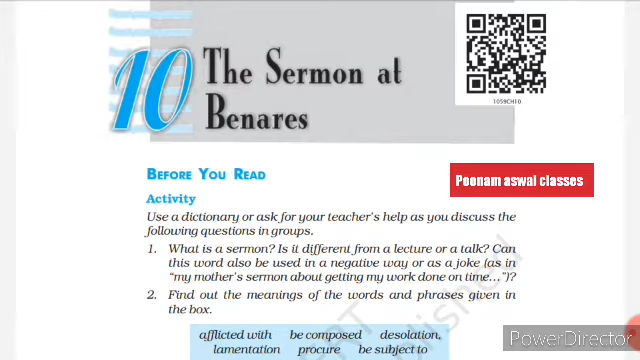 10 The Sermon at
Benares
1059CH10
BEFORE YOU READ
Poonam aswal classes
Activity
Use a dictionary or ask for your teacher's help as you discuss the
following questions in groups.
1. What is a sermon? Is it different from a lecture or a talk? Can
this word also be used in a negative way or as a joke (as in
"my mother's sermon about getting my work done on time...")?
2. Find out the meanings of the words and phrases given in
the box.
afflicted with be composed desolation,
lamentation procure be subject to
PowerDirector